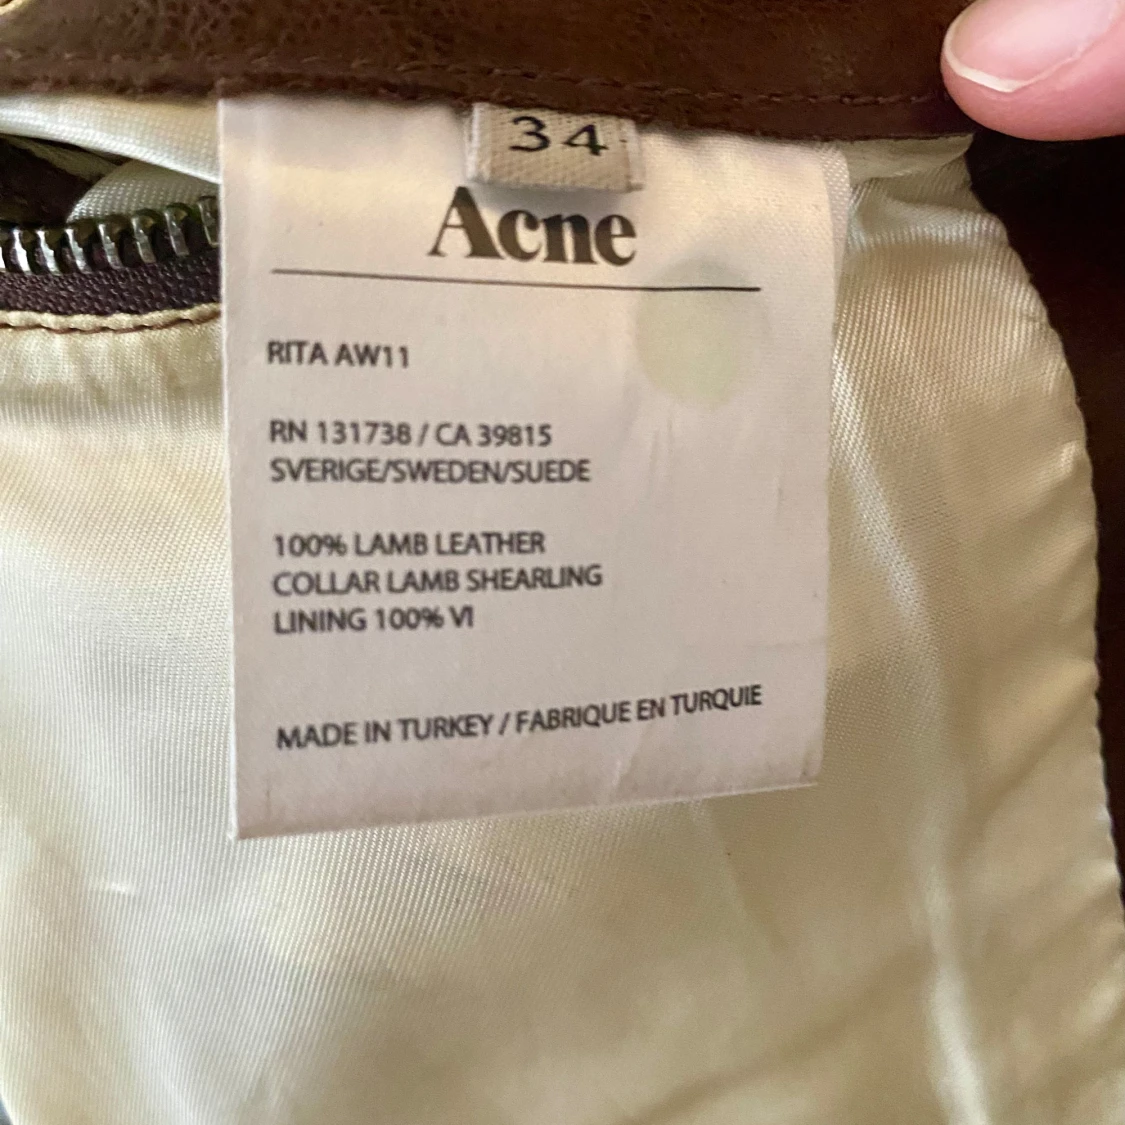 34
Acne
RITA AW11
RN 131738 / CA 39815
SVERIGE/SWEDEN/SUEDE
100% LAMB LEATHER
COLLAR LAMB SHEARLING
LINING 100% VI
MADE IN TURKEY / FABRIQUE EN TURQUIE